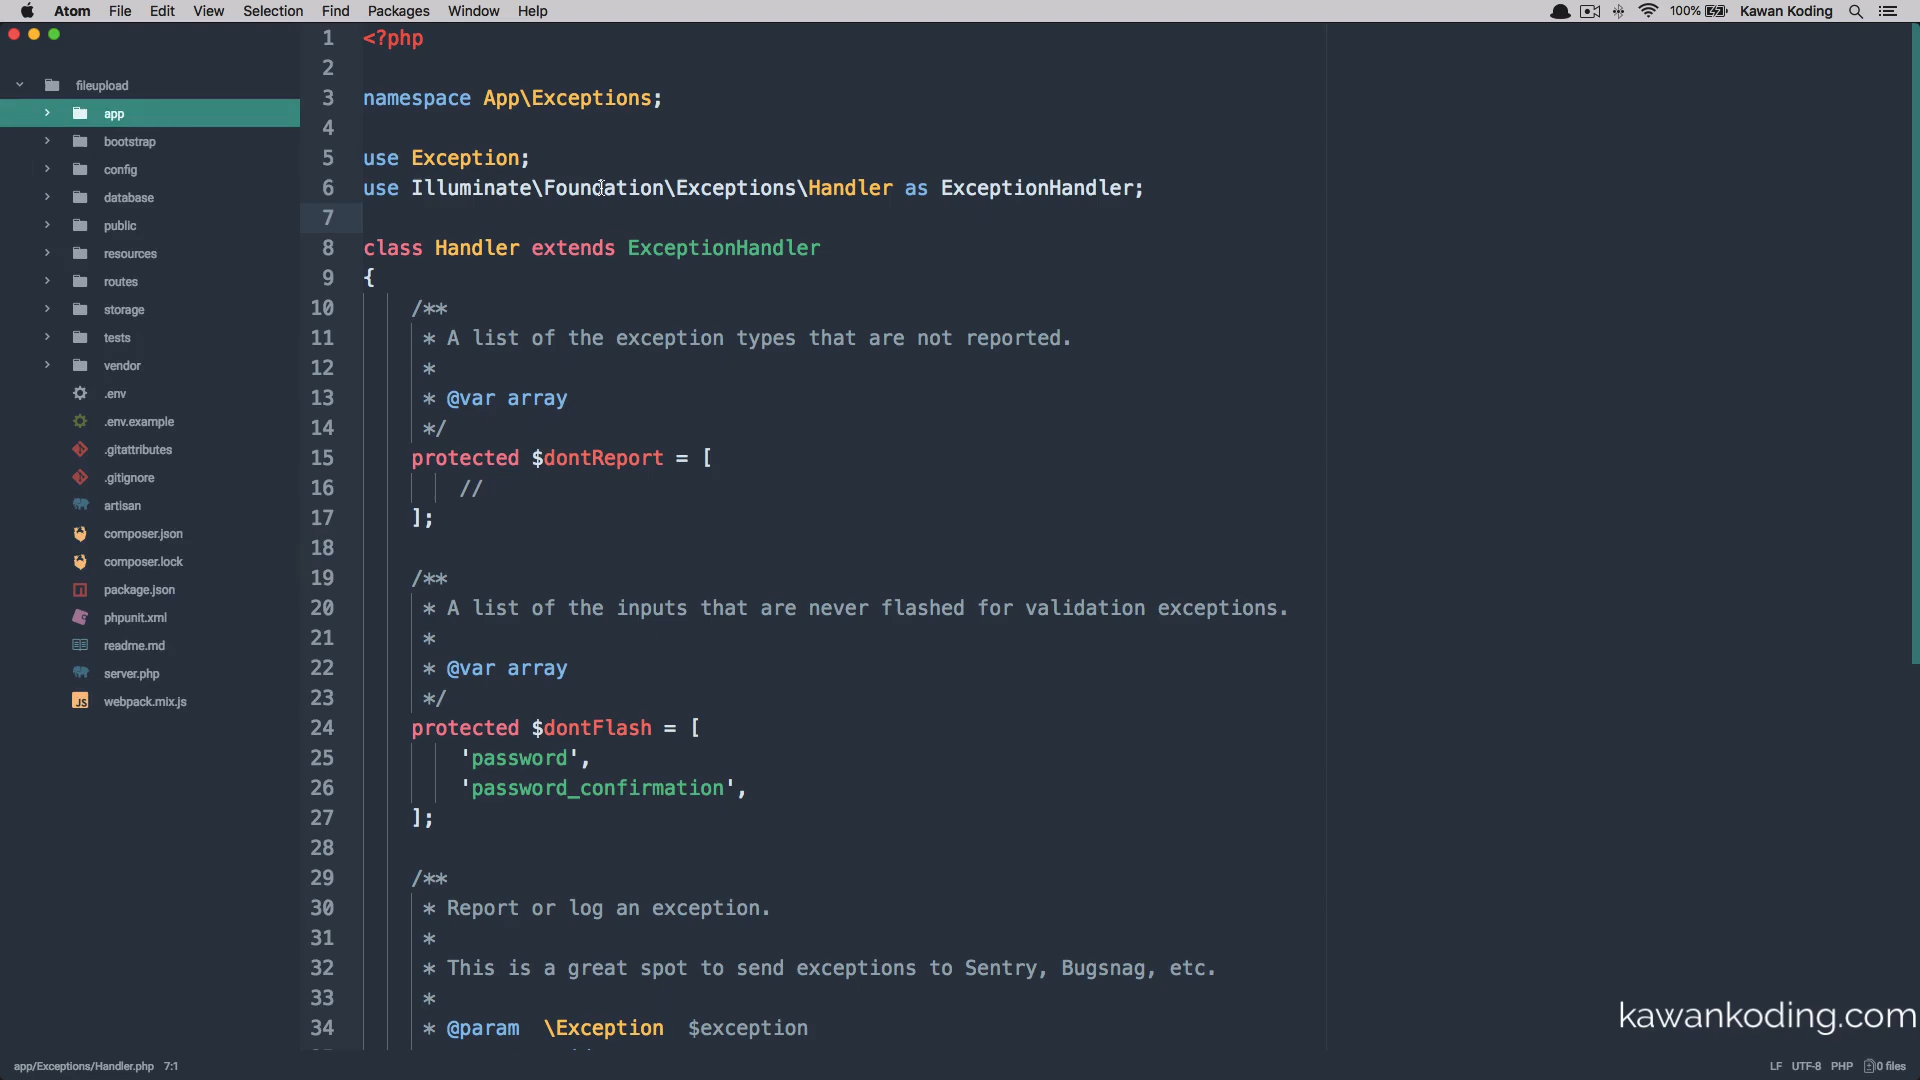 Atom File Edit View Selection Find Packages Window Help 100% Kawan Koding
fileupload
app
bootstrap
config
database
public
resources
routes
storage
tests
vendor
.env
.env.example
.gitattributes
.gitignore
artisan
composer.json
composer.lock
package.json
phpunit.xml
readme.md
server.php
JS webpack.mix.js
1 <?php
2
3 namespace App\Exceptions;
4
5 use Exception;
6 use Illuminate\Foundation\Exceptions\Handler as ExceptionHandler;
7
8 class Handler extends ExceptionHandler
9 {
10 /**
11 * A list of the exception types that are not reported.
12 *
13 * @var array
14 */
15 protected $dontReport = [
16 //
17 ];
18
19 /**
20 * A list of the inputs that are never flashed for validation exceptions.
21 *
22 * @var array
23 */
24 protected $dontFlash = [
25 'password',
26 'password_confirmation',
27 ];
28
29 /**
30 * Report or log an exception.
31 *
32 * This is a great spot to send exceptions to Sentry, Bugsnag, etc.
33 *
34 * @param \Exception $exception
kawankoding.com
app/Exceptions/Handler.php 7:1 LF UTF-8 PHP 0 files